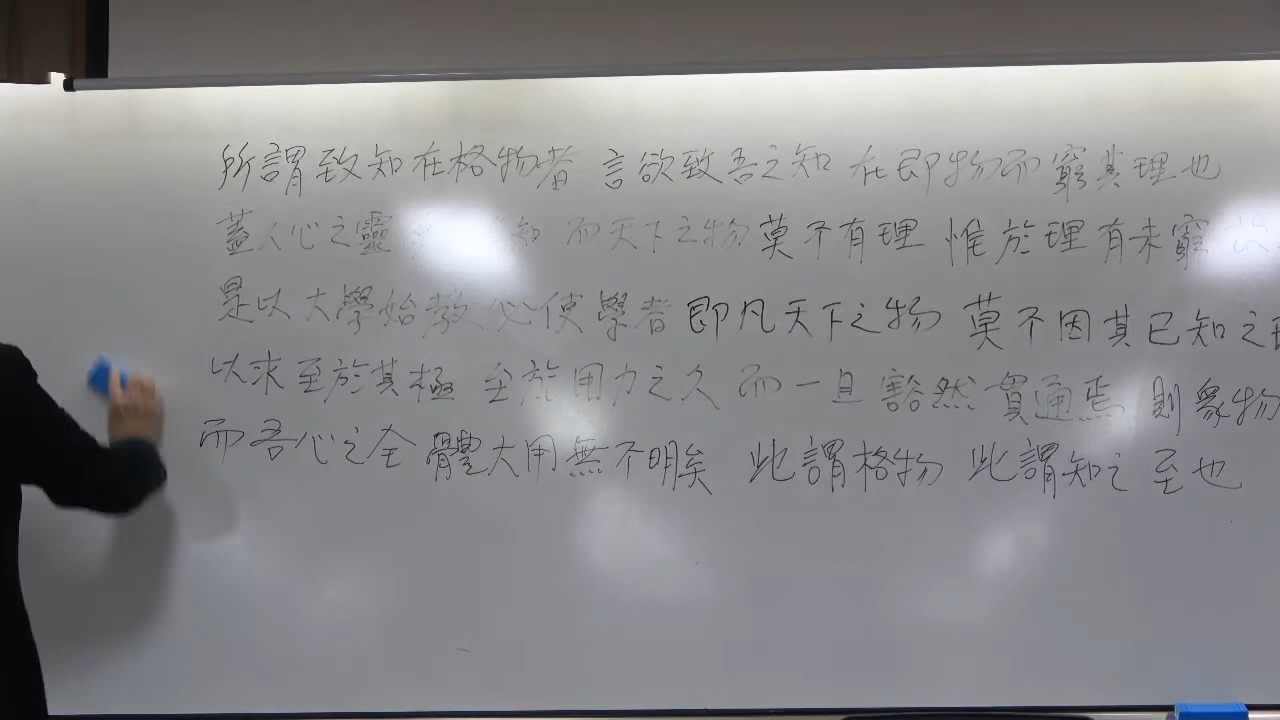 所謂致知在格物者 言欲致吾之知 在即物而窮其理也
蓋人心之靈 知 而天下之物莫不有理 惟於理有未窮
是以大學始教 必使學者即凡天下之物 莫不因其已知之
以求至於其極 至於用力之久 而一旦豁然貫通焉 則眾物
而吾心之全體大用無不明矣 此謂格物 此謂知之至也